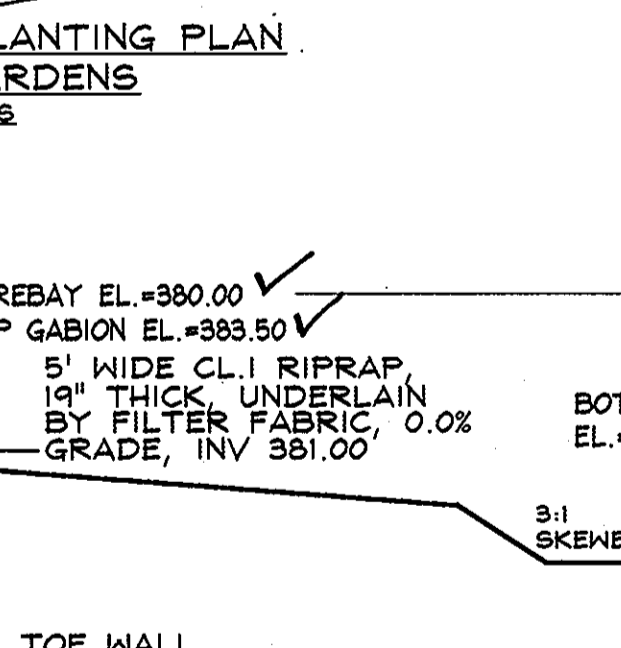 LANTING PLAN
RDENS
S
REBAY EL.=380.00
P GABION EL.=383.50
5' WIDE CL.I RIPRAP,
19" THICK, UNDERLAIN
BY FILTER FABRIC, 0.0%
GRADE, INV 381.00
BOT
EL.=
3:1
SKEWE
TOE WALL